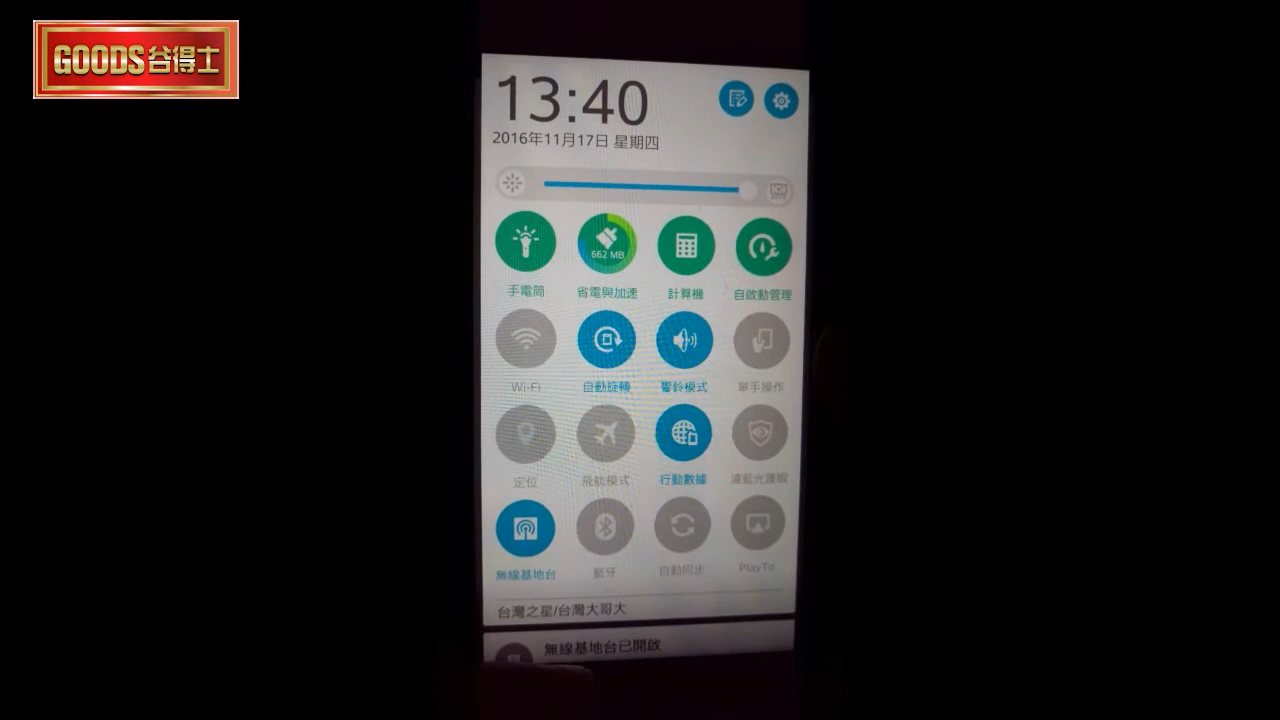 GOODS谷得士
13:40
2016年11月17日 星期四
662 MB
手電筒
省電與加速
計算機
自啟動管理
Wi-Fi
自動旋轉
響鈴模式
單手操作
定位
飛航模式
行動數據
濾藍光護眼
無線基地台
藍牙
自動同步
PlayTo
台灣之星/台灣大哥大
無線基地台已開啟